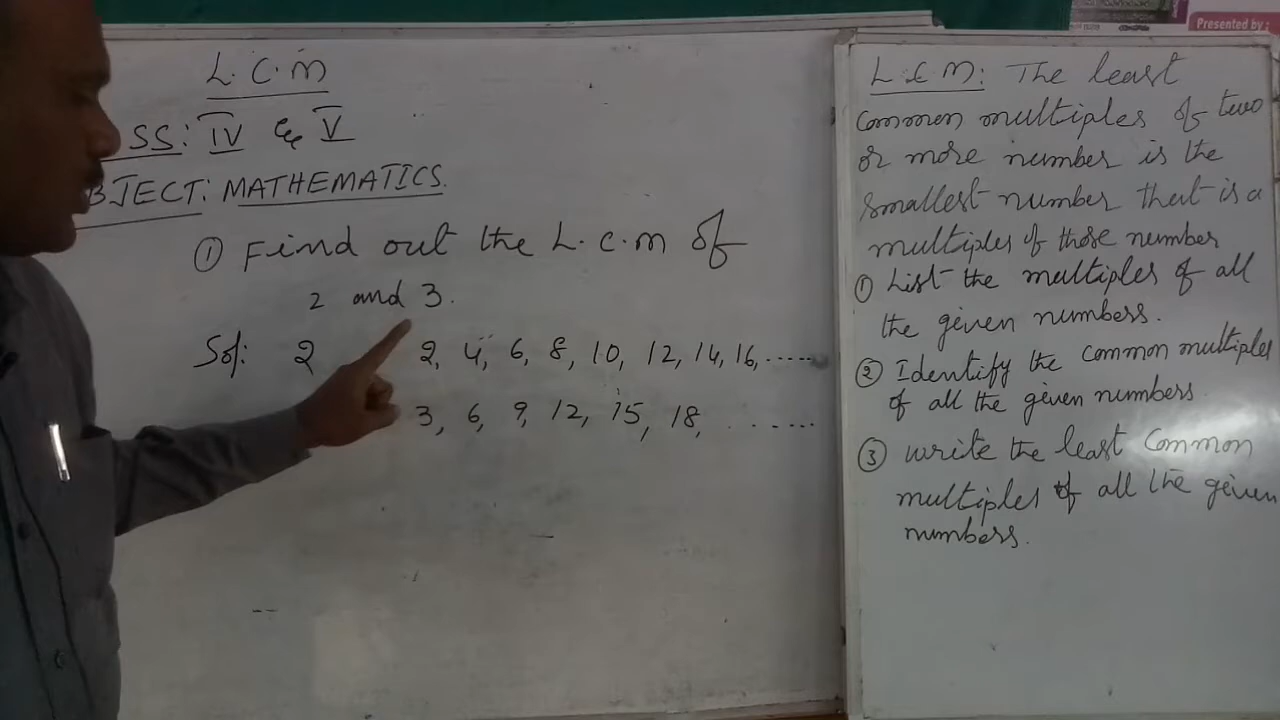 L.C.M
SS: IV & V
BJECT: MATHEMATICS.
① Find out the L.C.M of
2 and 3.
Sol: 2 2, 4, 6, 8, 10, 12, 14, 16, .....
3, 6, 9, 12, 15, 18, .......
L.C.M: The least
common multiples of two
or more number is the
smallest number that is a
multiples of those number
① List the multiples of all
the given numbers.
② Identify the common multiples
of all the given numbers.
③ write the least common
multiples of all the given
numbers.
Presented by :